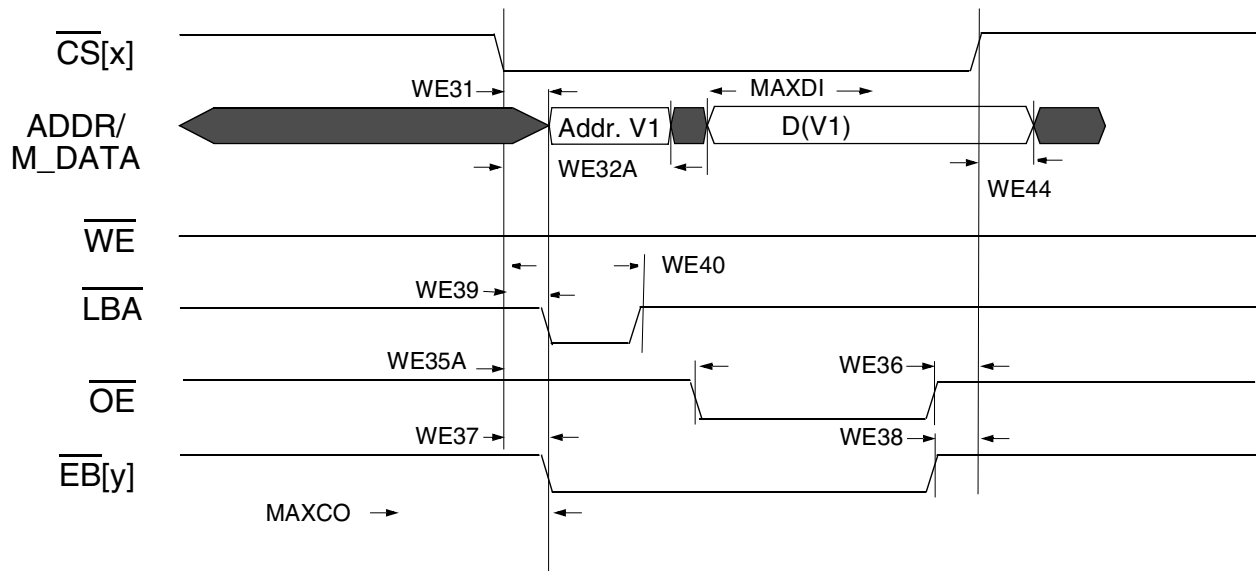 CS[x]
WE31
MAXDI
ADDR/
M_DATA
Addr. V1
D(V1)
WE32A
WE44
WE
WE40
WE39
LBA
WE35A
WE36
OE
WE37
WE38
EB[y]
MAXCO